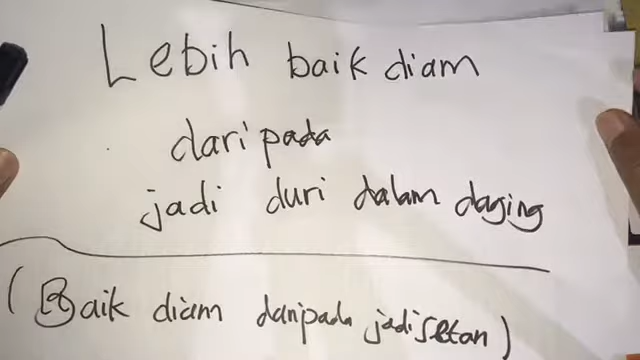 Lebih baik diam
daripada
jadi duri dalam daging
(Baik diam daripada jadi setan)